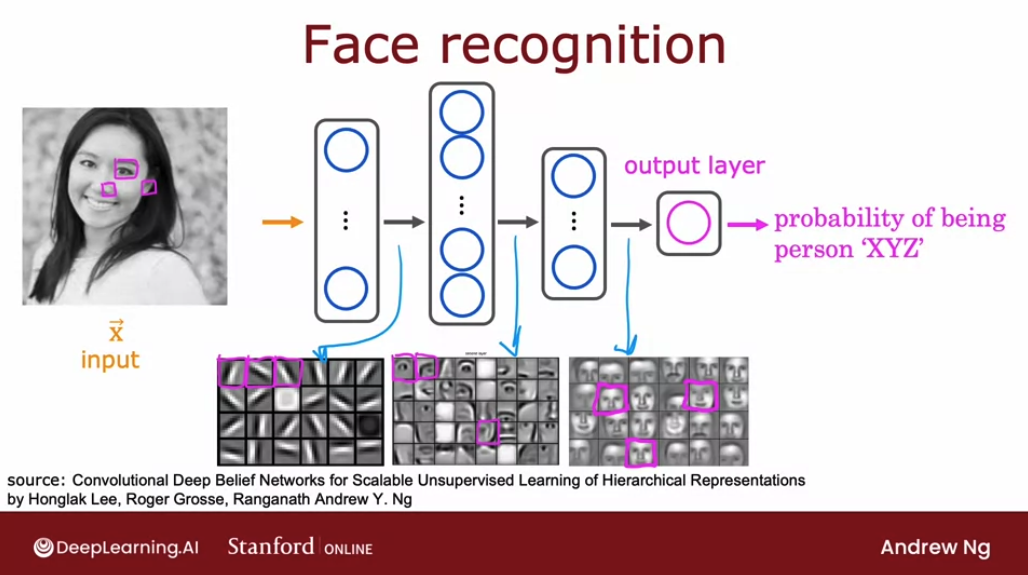 Face recognition
output layer
probability of being
person ‘XYZ’
x
input
source: Convolutional Deep Belief Networks for Scalable Unsupervised Learning of Hierarchical Representations
by Honglak Lee, Roger Grosse, Ranganath Andrew Y. Ng
DeepLearning.AI
Stanford ONLINE
Andrew Ng